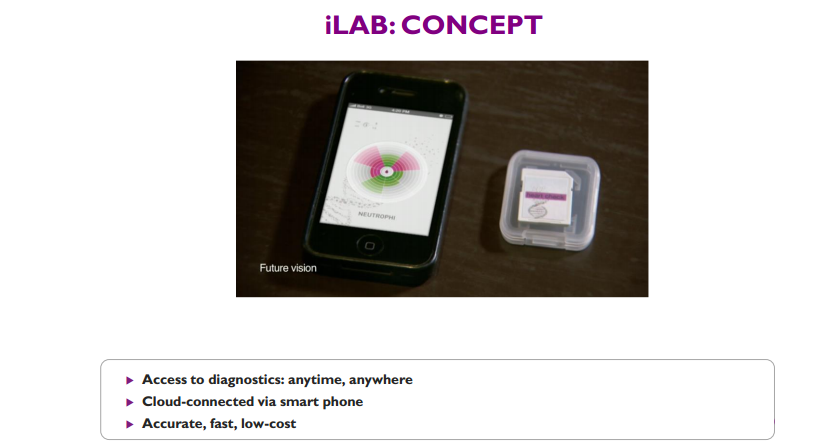 iLAB: CONCEPT
NEUTROPHI
Future vision
Access to diagnostics: anytime, anywhere
Cloud-connected via smart phone
Accurate, fast, low-cost